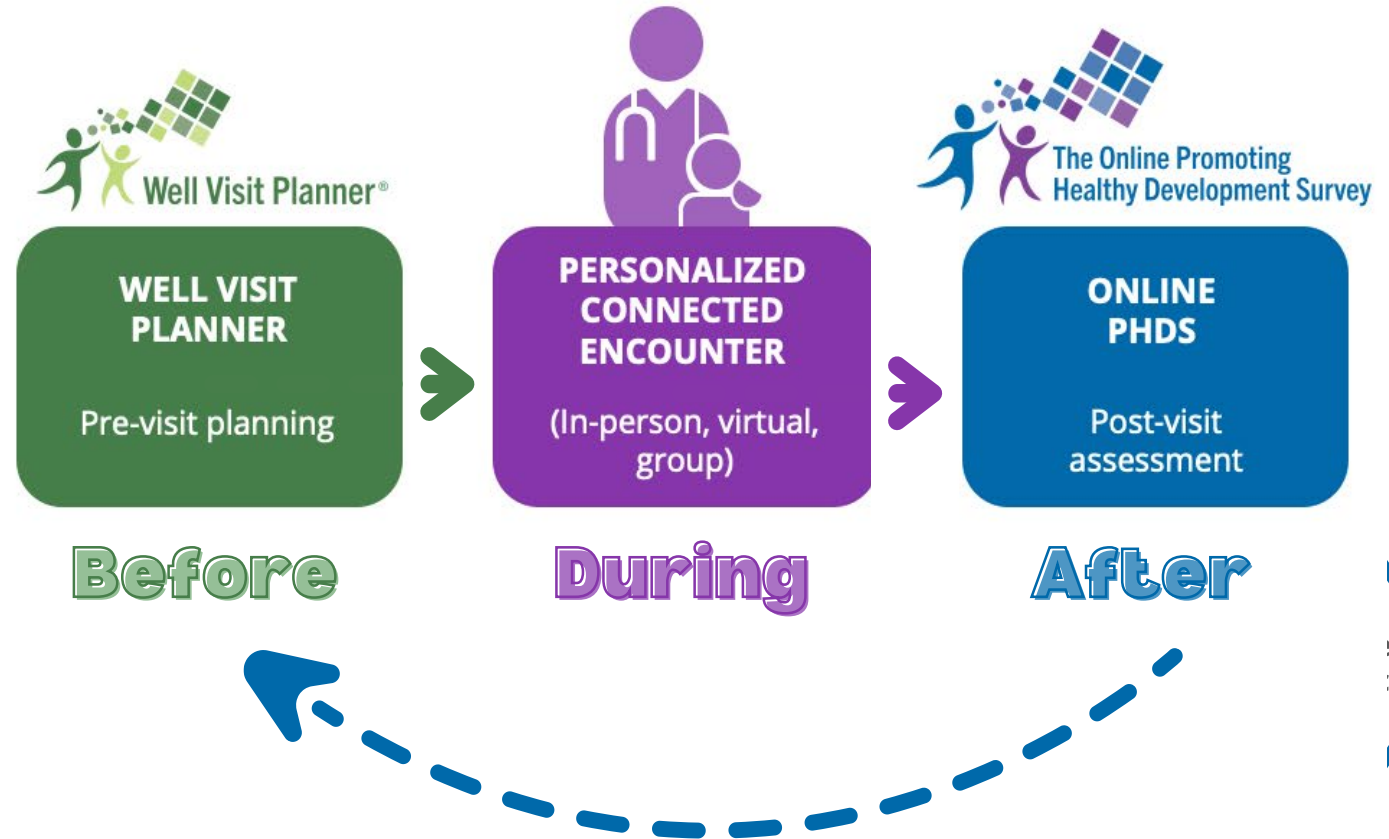 Well Visit Planner®
The Online Promoting
Healthy Development Survey
WELL VISIT
PLANNER
Pre-visit planning
PERSONALIZED
CONNECTED
ENCOUNTER
(In-person, virtual,
group)
ONLINE
PHDS
Post-visit
assessment
Before
During
After